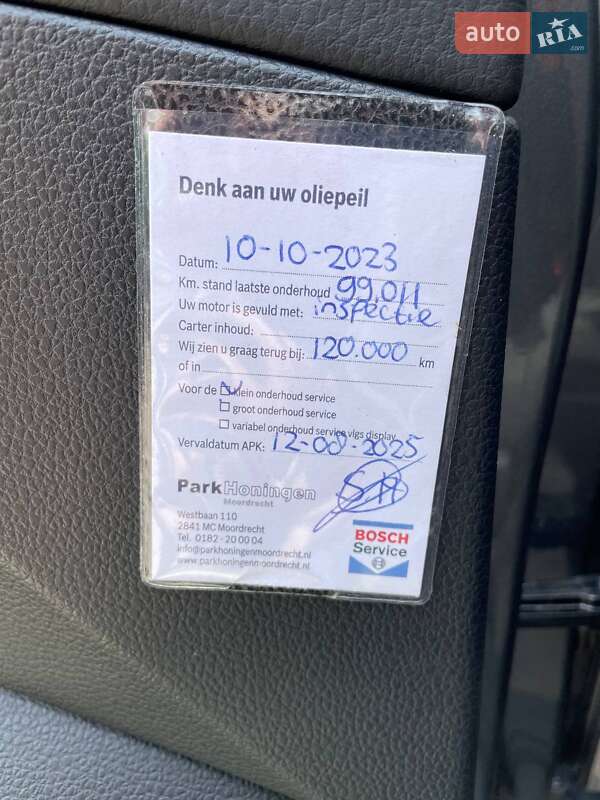 auto RIA.com
Denk aan uw oliepeil
Datum: 10-10-2023
Km. stand laatste onderhoud 99.011
Uw motor is gevuld met: inspectie
Carter inhoud:
Wij zien u graag terug bij: 120.000 km
of in
Voor de klein onderhoud service
groot onderhoud service
variabel onderhoud service vlgs display
Vervaldatum APK: 12-08-2025
ParkHoningen
Moordrecht
Westbaan 110
2841 MC Moordrecht
Tel. 0182 - 20 00 04
info@parkhoningenmoordrecht.nl
www.parkhoningenmoordrecht.nl
BOSCH
Service